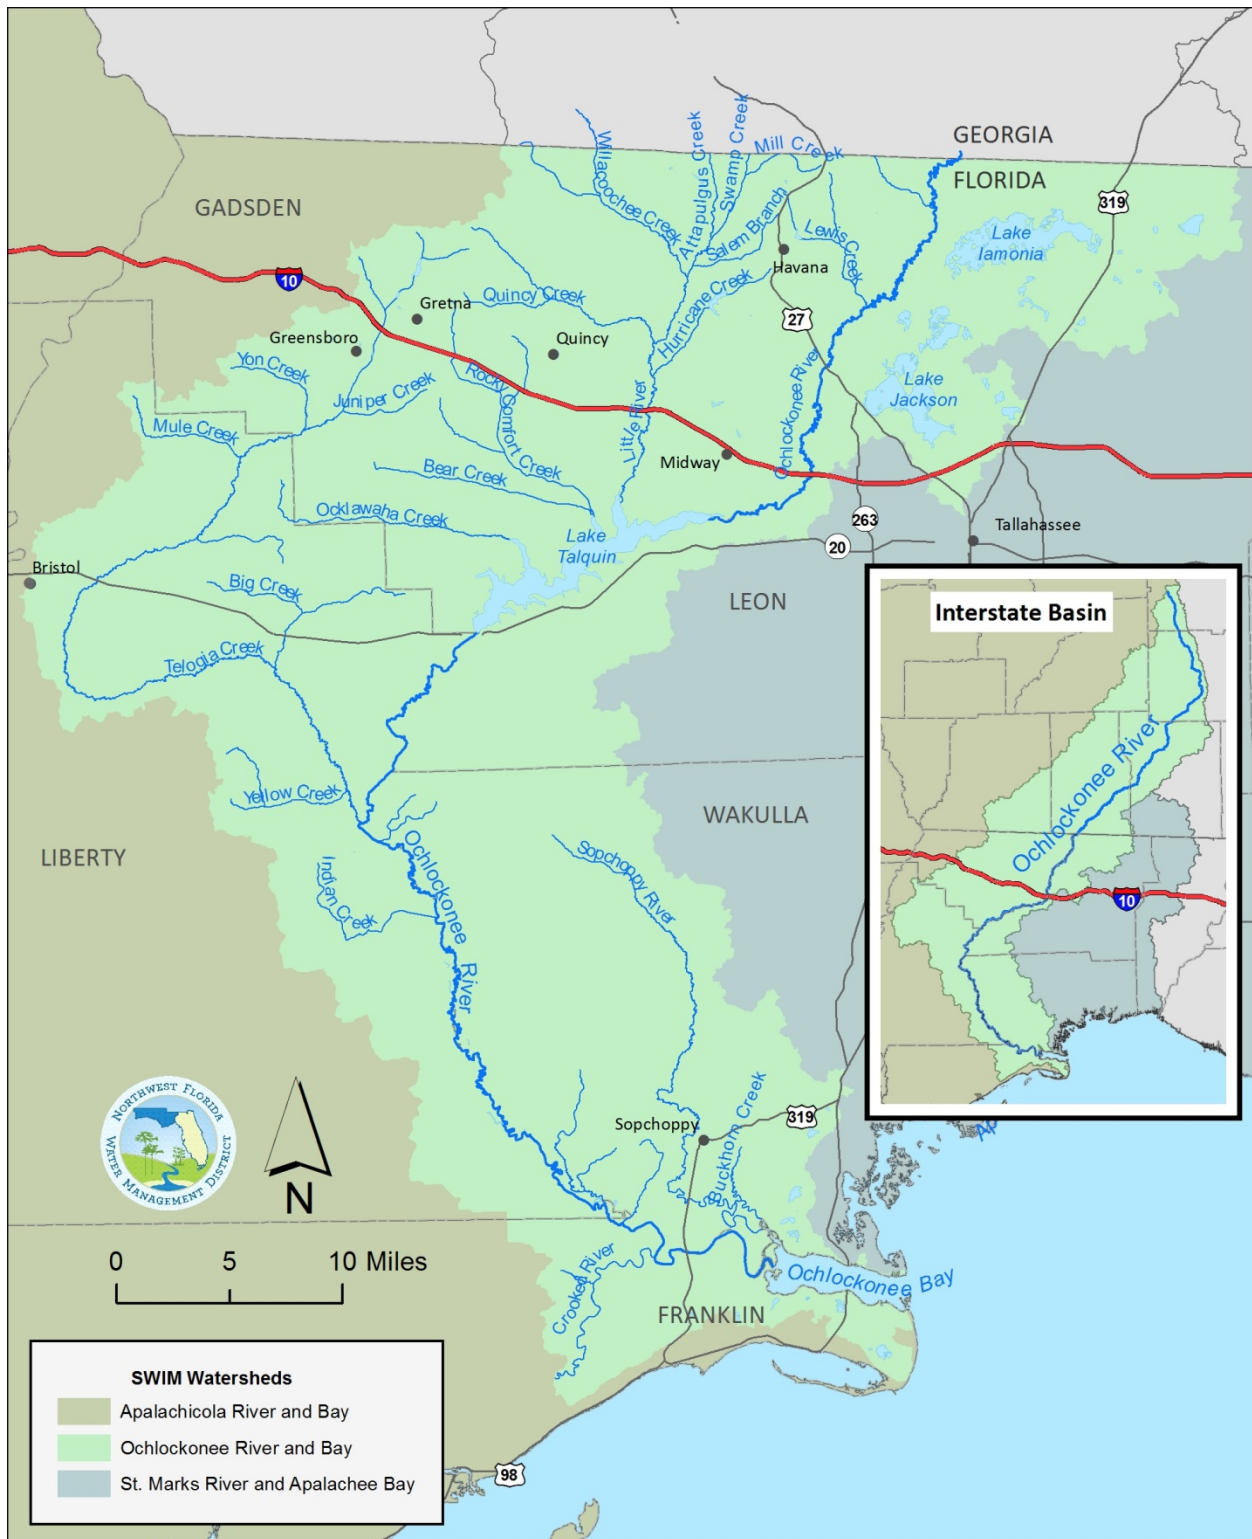 GEORGIA
FLORIDA
GADSDEN
Willacoochee Creek
Attapulgus Creek
Swamp Creek
Mill Creek
Salem Branch
Lewis Creek
Havana
Hurricane Creek
319
Lake
Iamonia
10
Gretna
Quincy Creek
27
Greensboro
Quincy
Yon Creek
Juniper Creek
Rocky Comfort Creek
Little River
Ochlockonee River
Lake
Jackson
Mule Creek
Midway
Bear Creek
Ocklawaha Creek
Lake
Talquin
263
20
Tallahassee
Bristol
Big Creek
LEON
Telogia Creek
Interstate Basin
Ochlockonee River
10
Yellow Creek
WAKULLA
LIBERTY
Indian Creek
Ochlockonee River
Sopchoppy River
Sopchoppy
319
Buckhorn Creek
NORTHWEST FLORIDA
WATER MANAGEMENT DISTRICT
N
0 5 10 Miles
Crooked River
Ochlockonee Bay
FRANKLIN
98
SWIM Watersheds
Apalachicola River and Bay
Ochlockonee River and Bay
St. Marks River and Apalachee Bay